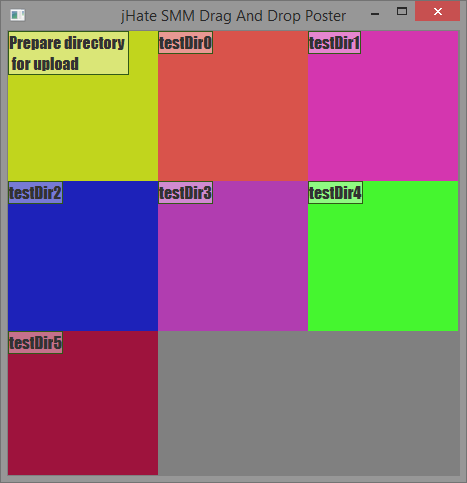 jHate SMM Drag And Drop Poster
Prepare directory
for upload
testDir0
testDir1
testDir2
testDir3
testDir4
testDir5